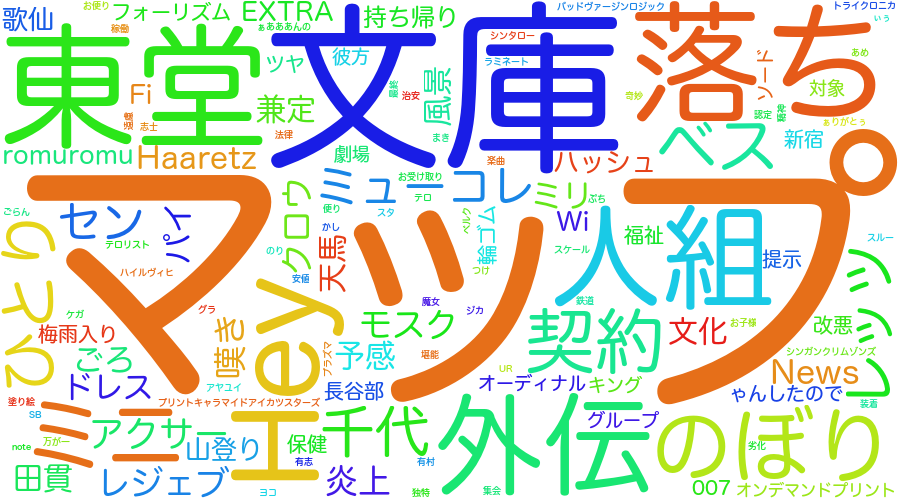 歌仙
お便り
フォーリズム
稼働
EXTRA
ぁあああんの
持ち帰り
バッドヴァージンロジック
トライクロニカ
いぅ
東堂
文庫
落ち
ツヤ
彼方
シンタロー
ラミネート
風景
治安
奇妙
ソード
あめ
対象
Fi
志士
兼定
法律
まき
認定
ありがとぅ
romuromu
Haaretz
劇場
楽曲
ハッシュ
ベス
新宿
マップ
ミュージコレ
お受け取り
テロ
ミリ
ぷち
ごらん
セン
パイ
クロウ
便り
スタ
ベルク
輪ゴム
Wi
人組
福祉
提示
スルー
テロリスト
のり
かし
天馬
スケール
つけ
ハイルヴィヒ
安値
Hey
ケガ
グラ
魔女
ジカ
鉄道
レッツ
梅雨入り
嘆き
モスク
契約
文化
お子様
改悪
ごろ
プラズマ
予感
堪能
シンガンクリムゾンズ
ドレス
アヤユイ
長谷部
UR
オーディナル
キング
News
ゃんしたので
塗り絵
プリントキャラマイドアイカツスターズ
SB
ミニ
アクサー
千代
外伝
グループ
のぼり
装着
万が一
note
山登り
保健
田貫
レジェブ
有志
炎上
有村
劣化
ヨコ
独特
集会
007
オンデマンドプリント